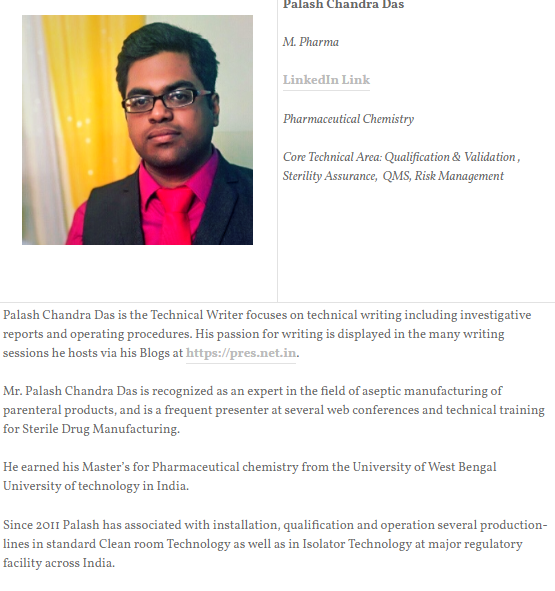 Palash Chandra Das
M. Pharma
LinkedIn Link
Pharmaceutical Chemistry
Core Technical Area: Qualification & Validation ,
Sterility Assurance, QMS, Risk Management
Palash Chandra Das is the Technical Writer focuses on technical writing including investigative
reports and operating procedures. His passion for writing is displayed in the many writing
sessions he hosts via his Blogs at https://pres.net.in.
Mr. Palash Chandra Das is recognized as an expert in the field of aseptic manufacturing of
parenteral products, and is a frequent presenter at several web conferences and technical training
for Sterile Drug Manufacturing.
He earned his Master's for Pharmaceutical chemistry from the University of West Bengal
University of technology in India.
Since 2011 Palash has associated with installation, qualification and operation several production-
lines in standard Clean room Technology as well as in Isolator Technology at major regulatory
facility across India.